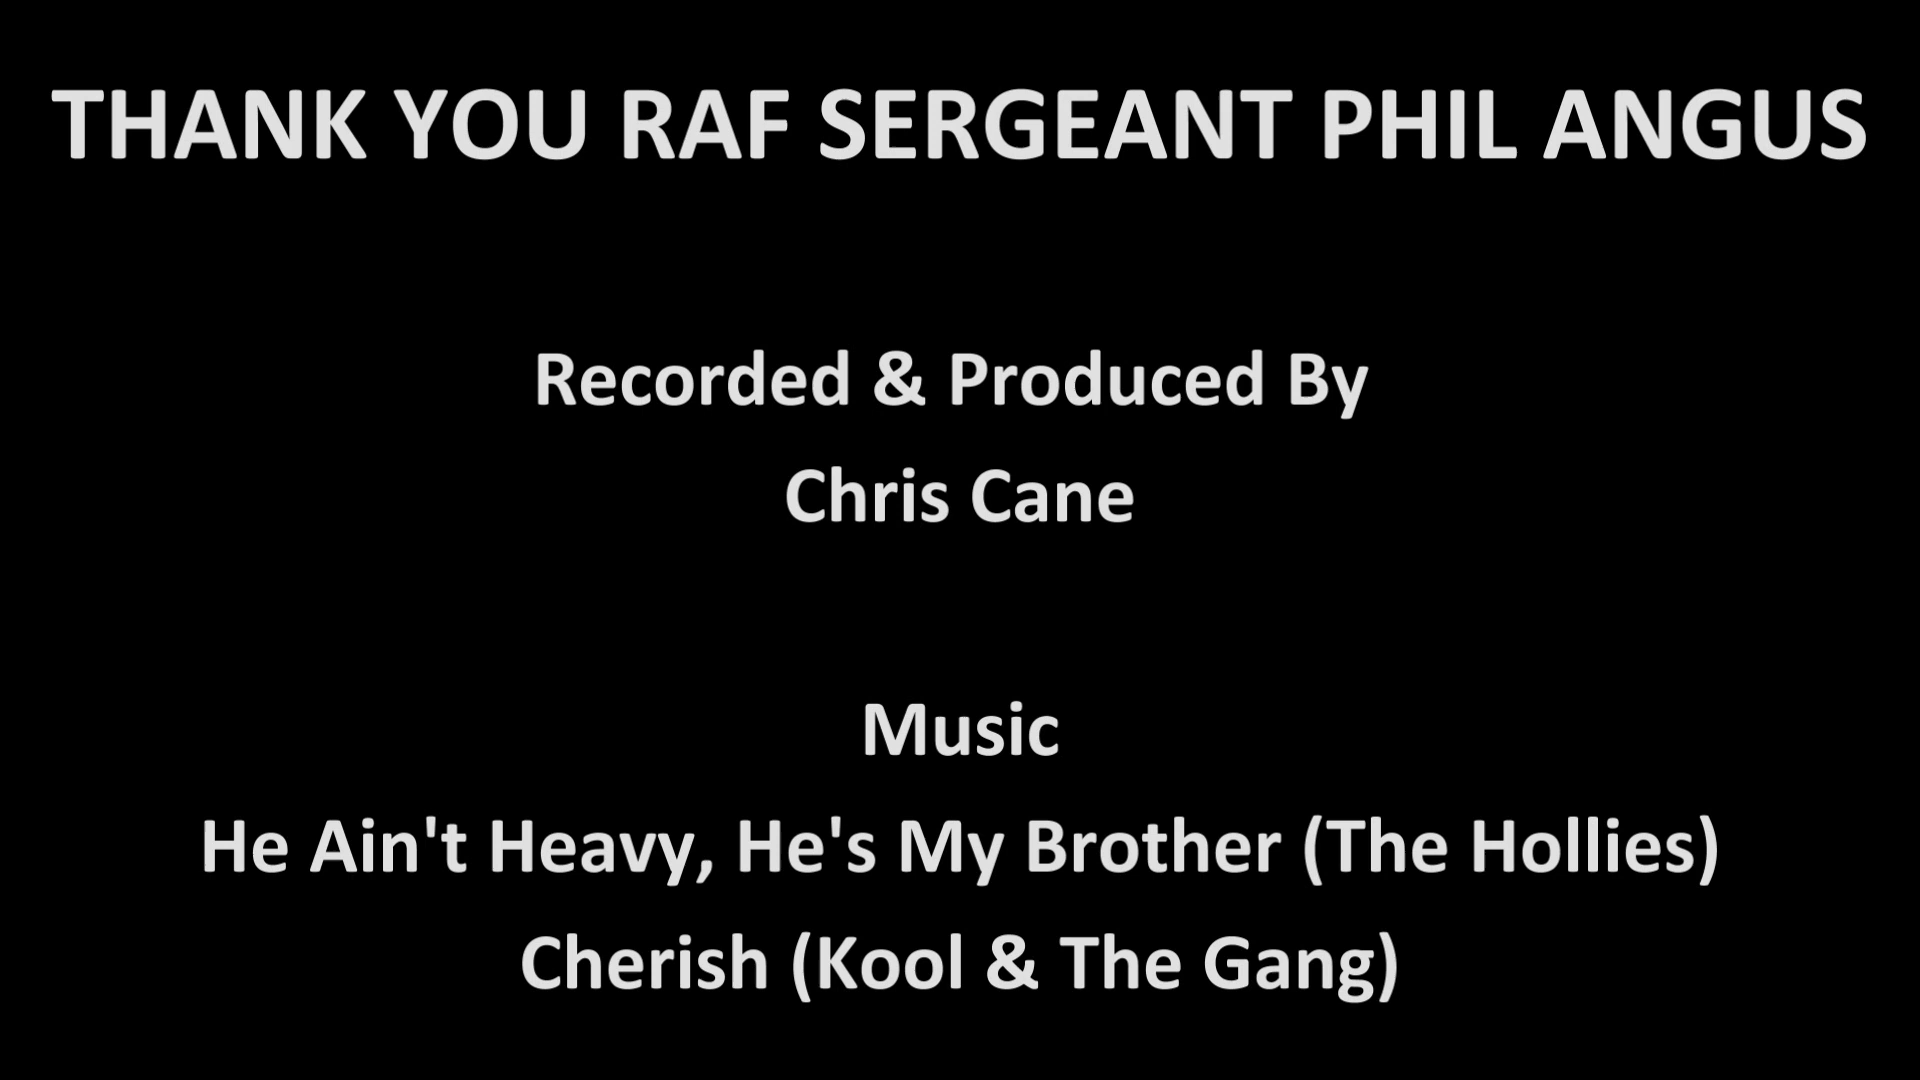 THANK YOU RAF SERGEANT PHIL ANGUS
Recorded & Produced By
Chris Cane
Music
He Ain't Heavy, He's My Brother (The Hollies)
Cherish (Kool & The Gang)